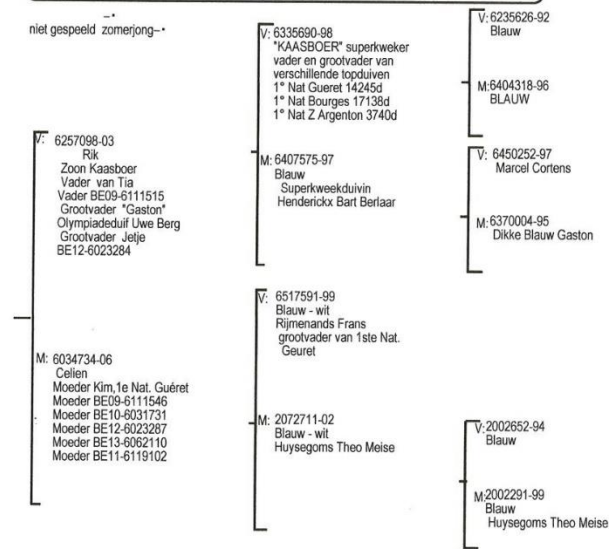 niet gespeeld zomerjong
V: 6257098-03
Rik
Zoon Kaasboer
Vader van Tia
Vader BE09-6111515
Grootvader "Gaston"
Olympiadeduif Uwe Berg
Grootvader Jetje
BE12-6023284
M: 6034734-06
Celien
Moeder Kim,1e Nat. Guéret
Moeder BE09-6111546
Moeder BE10-6031731
Moeder BE12-6023287
Moeder BE13-6062110
Moeder BE11-6119102
V: 6335690-98
"KAASBOER" superkweker
vader en grootvader van
verschillende topduiven
1° Nat Gueret 14245d
1° Nat Bourges 17138d
1° Nat Z Argenton 3740d
M: 6407575-97
Blauw
Superkweekduivin
Henderickx Bart Berlaar
V: 6517591-99
Blauw - wit
Rijmenands Frans
grootvader van 1ste Nat.
Geuret
M: 2072711-02
Blauw - wit
Huysegoms Theo Meise
V: 6235626-92
Blauw
M:6404318-96
BLAUW
V: 6450252-97
Marcel Cortens
M:6370004-95
Dikke Blauw Gaston
V:2002652-94
Blauw
M:2002291-99
Blauw
Huysegoms Theo Meise